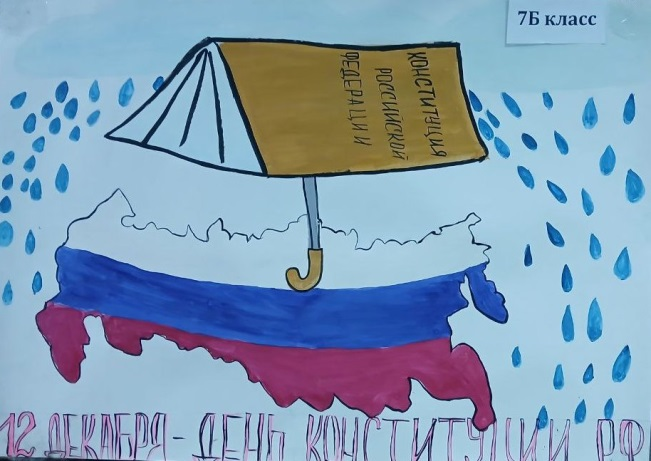 7Б класс
КОНСТИТУЦИЯ
РОССИЙСКОЙ
ФЕДЕРАЦИИ
12 ДЕКАБРЯ - ДЕНЬ КОНСТИТУЦИИ РФ